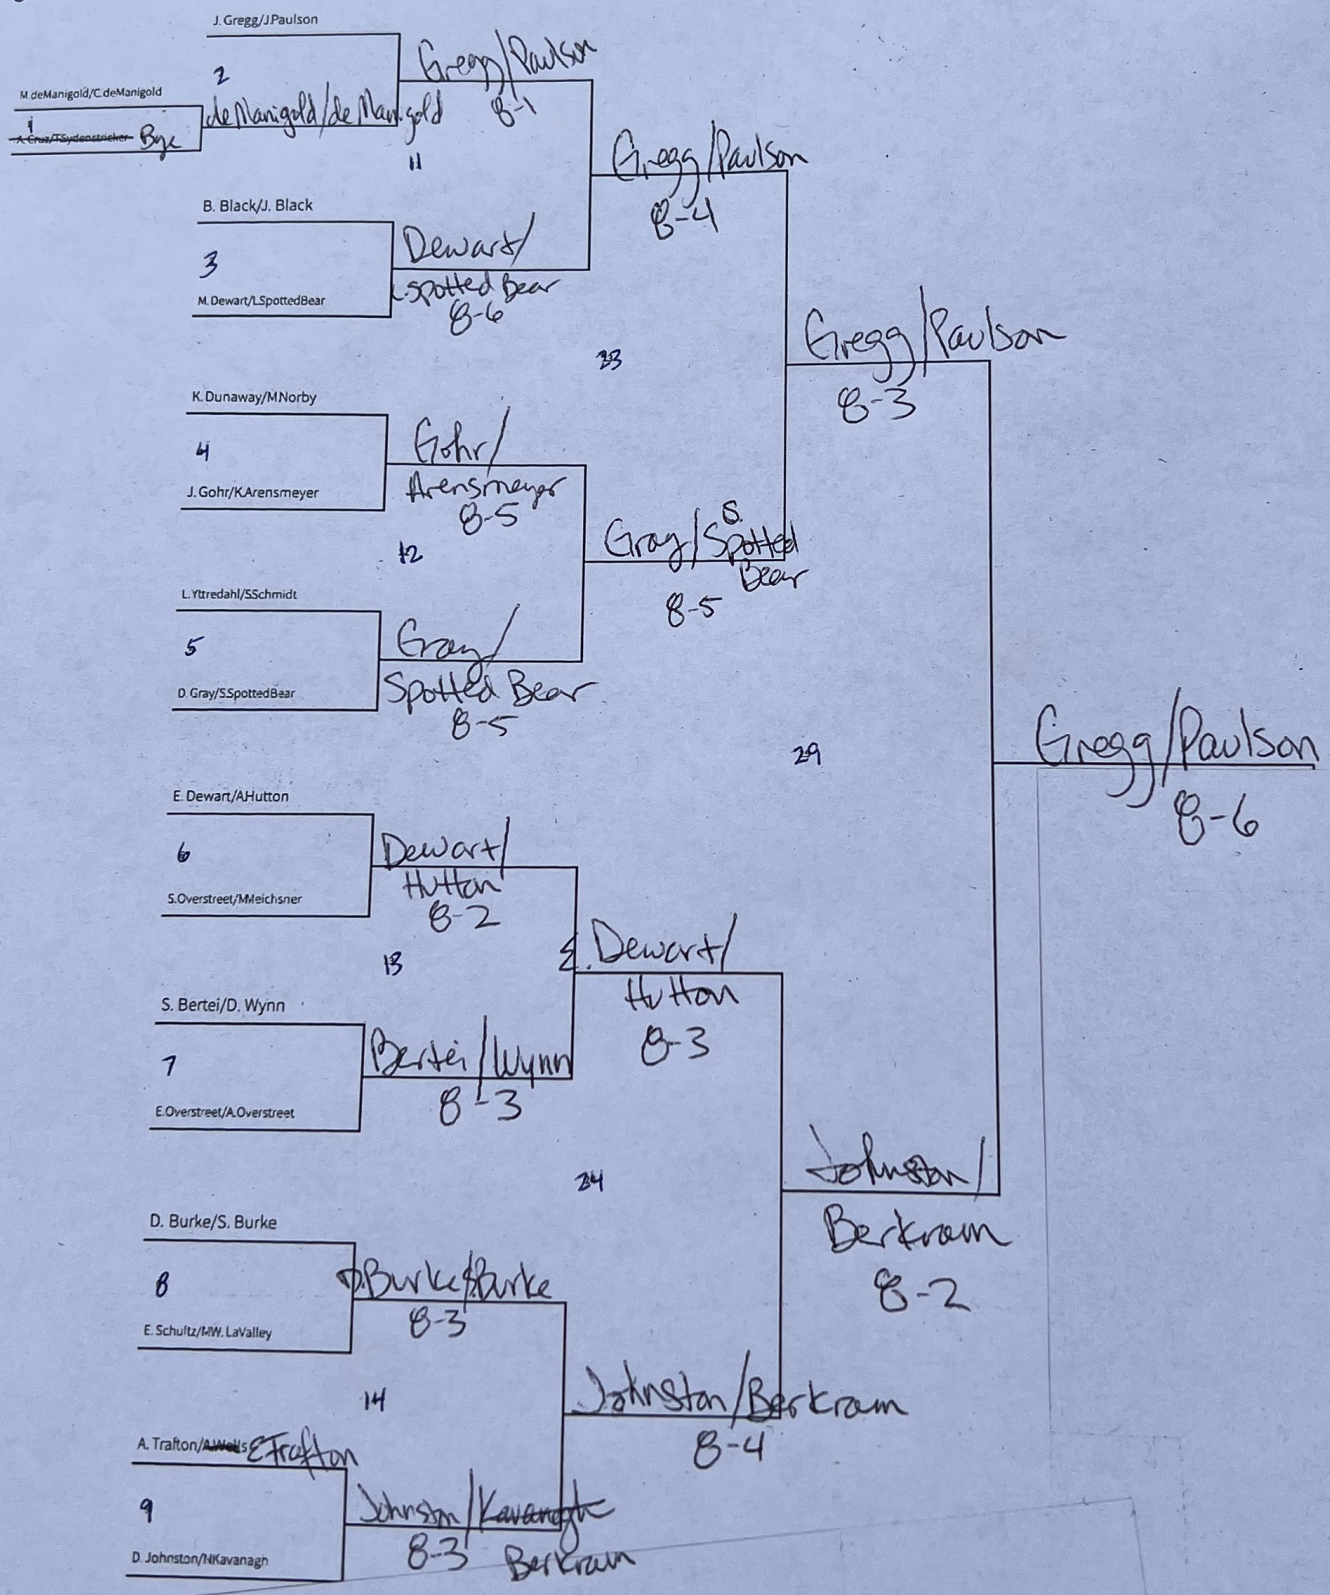 J. Gregg/J.Paulson
2
Gregg/Paulson
8-1
M.deManigold/C.deManigold
1
A.Cruz/T.Sydenstricker Bye
deManigold/deManigold
11
Gregg/Paulson
8-4
B. Black/J. Black
3
M. Dewart/L.SpottedBear
Dewart/
L.Spotted Bear
8-6
23
Gregg/Paulson
8-3
K. Dunaway/M.Norby
4
J. Gohr/K.Arensmeyer
Gohr/
Arensmeyer
8-5
12
Gray/S.Spotted
Bear
8-5
L. Yttredahl/S.Schmidt
5
D. Gray/S.SpottedBear
Gray/
Spotted Bear
8-5
29
Gregg/Paulson
8-6
E. Dewart/A.Hutton
6
S.Overstreet/M.Meichsner
Dewart/
Hutton
8-2
13
E. Dewart/
Hutton
8-3
S. Bertei/D. Wynn
7
E.Overstreet/A.Overstreet
Bertei/Wynn
8-3
24
Johnston/
Berkram
8-2
D. Burke/S. Burke
8
E. Schultz/MW. LaValley
D.Burke/S.Burke
8-3
14
Johnston/Berkram
8-4
A. Trafton/A.Wells E Trafton
9
D. Johnston/N.Kavanagh
Johnston/Kavanagh
8-3 Berkram